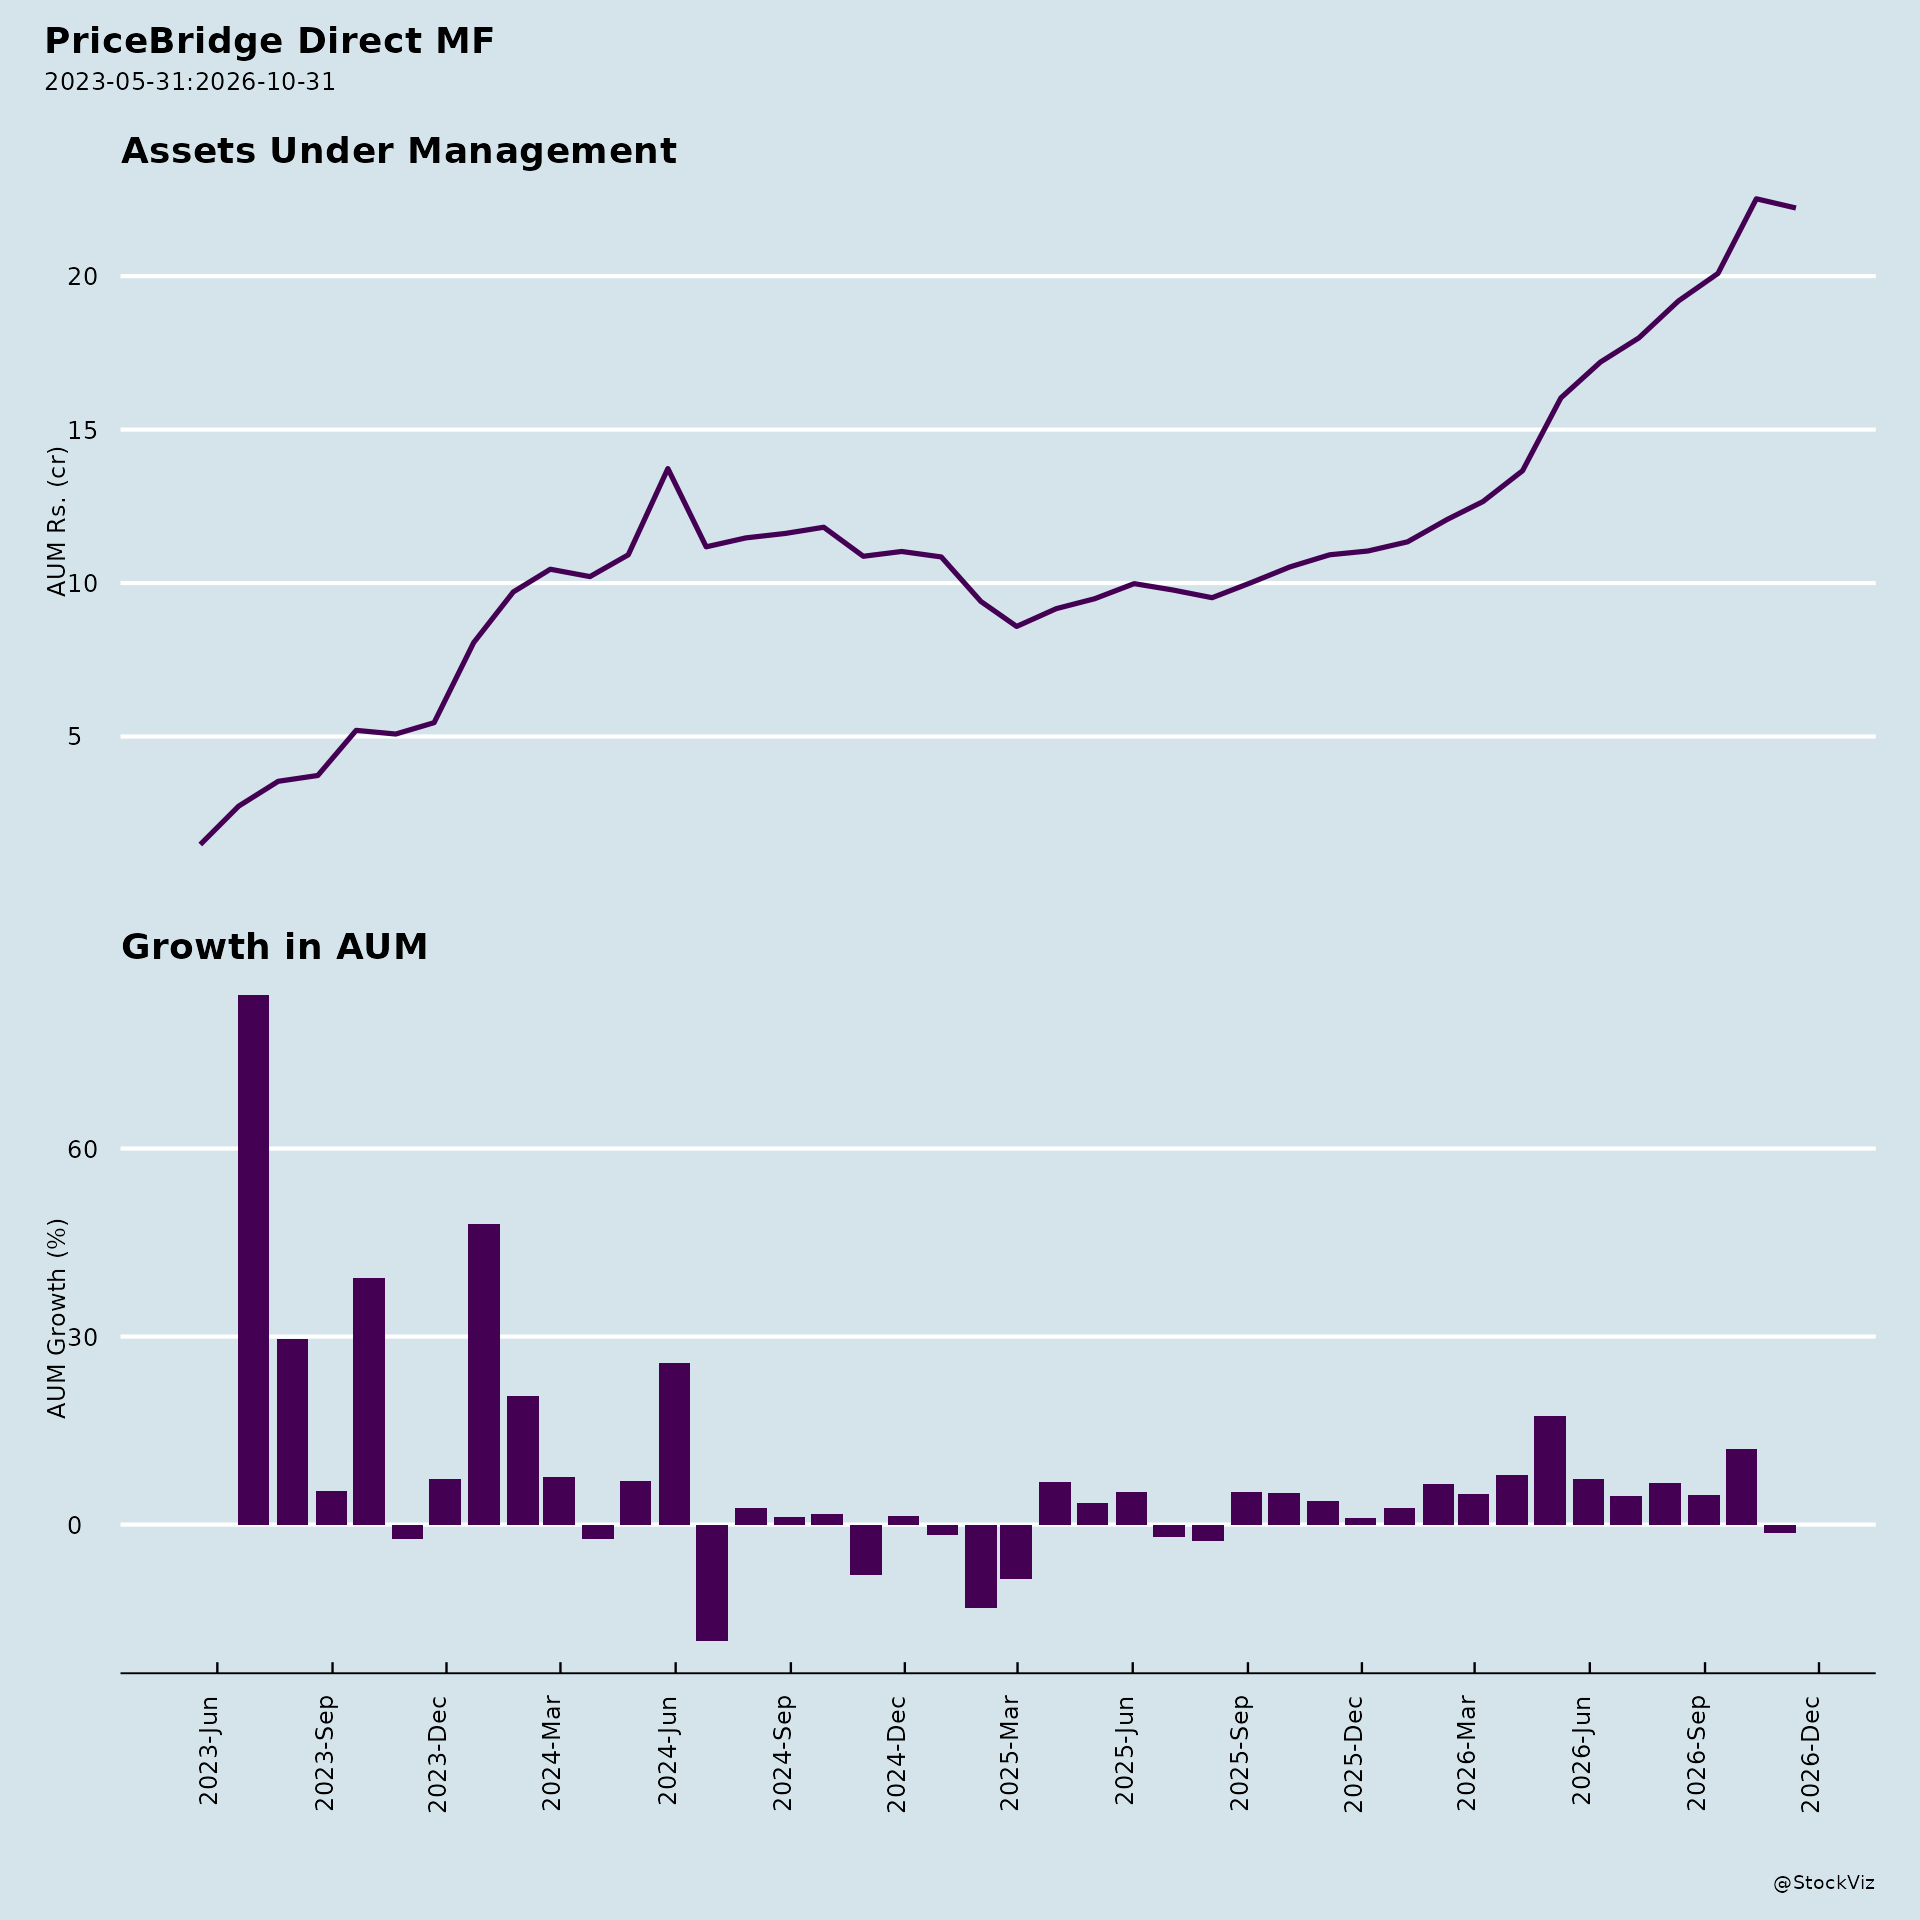 PriceBridge Direct MF
2023-05-31:2026-10-31
Assets Under Management
AUM Rs. (cr)
20
15
10
5
Growth in AUM
AUM Growth (%)
60
30
0
2023-Jun
2023-Sep
2023-Dec
2024-Mar
2024-Jun
2024-Sep
2024-Dec
2025-Mar
2025-Jun
2025-Sep
2025-Dec
2026-Mar
2026-Jun
2026-Sep
2026-Dec
@StockViz